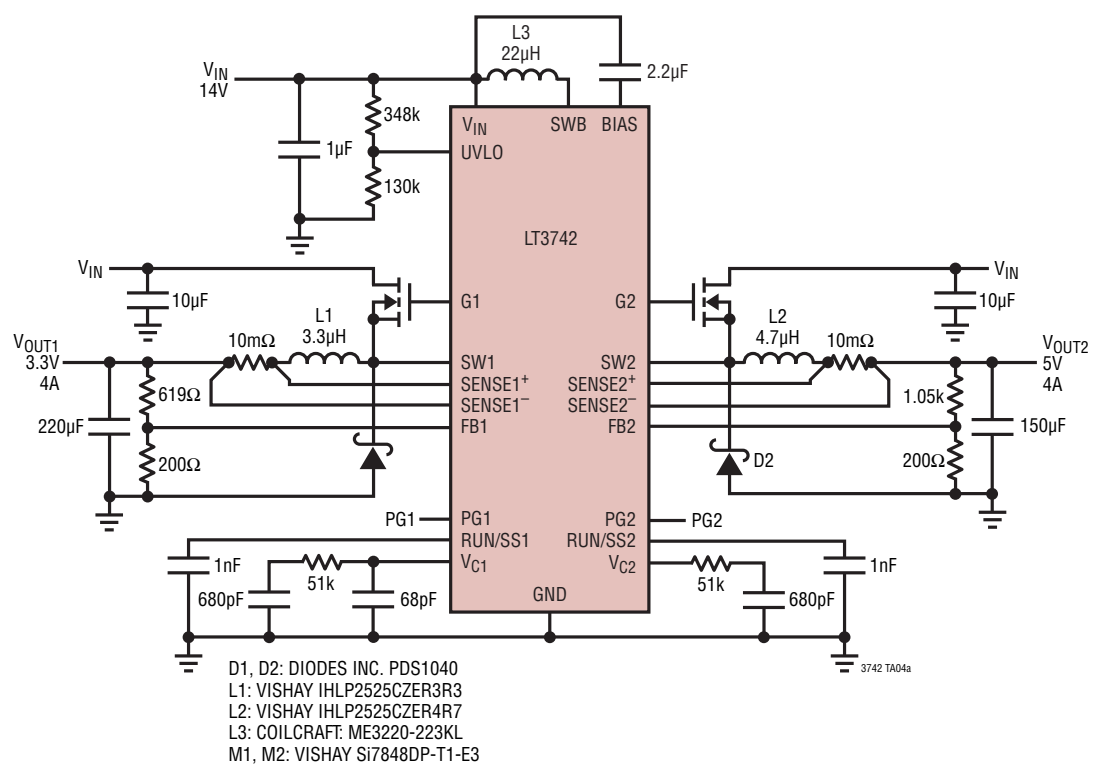 L3
22µH
2.2µF
VIN
14V
348k
1µF
130k
VIN
SWB
BIAS
UVLO
LT3742
VIN
10µF
G1
G2
VIN
10µF
L1
3.3µH
10mΩ
VOUT1
3.3V
4A
SW1
SENSE1+
SENSE1–
FB1
619Ω
220µF
200Ω
L2
4.7µH
10mΩ
VOUT2
5V
4A
SW2
SENSE2+
SENSE2–
FB2
1.05k
150µF
D2
200Ω
PG1
PG1
PG2
PG2
RUN/SS1
RUN/SS2
VC1
VC2
1nF
51k
680pF
68pF
GND
51k
680pF
1nF
D1, D2: DIODES INC. PDS1040
L1: VISHAY IHLP2525CZER3R3
L2: VISHAY IHLP2525CZER4R7
L3: COILCRAFT: ME3220-223KL
M1, M2: VISHAY Si7848DP-T1-E3
3742 TA04a